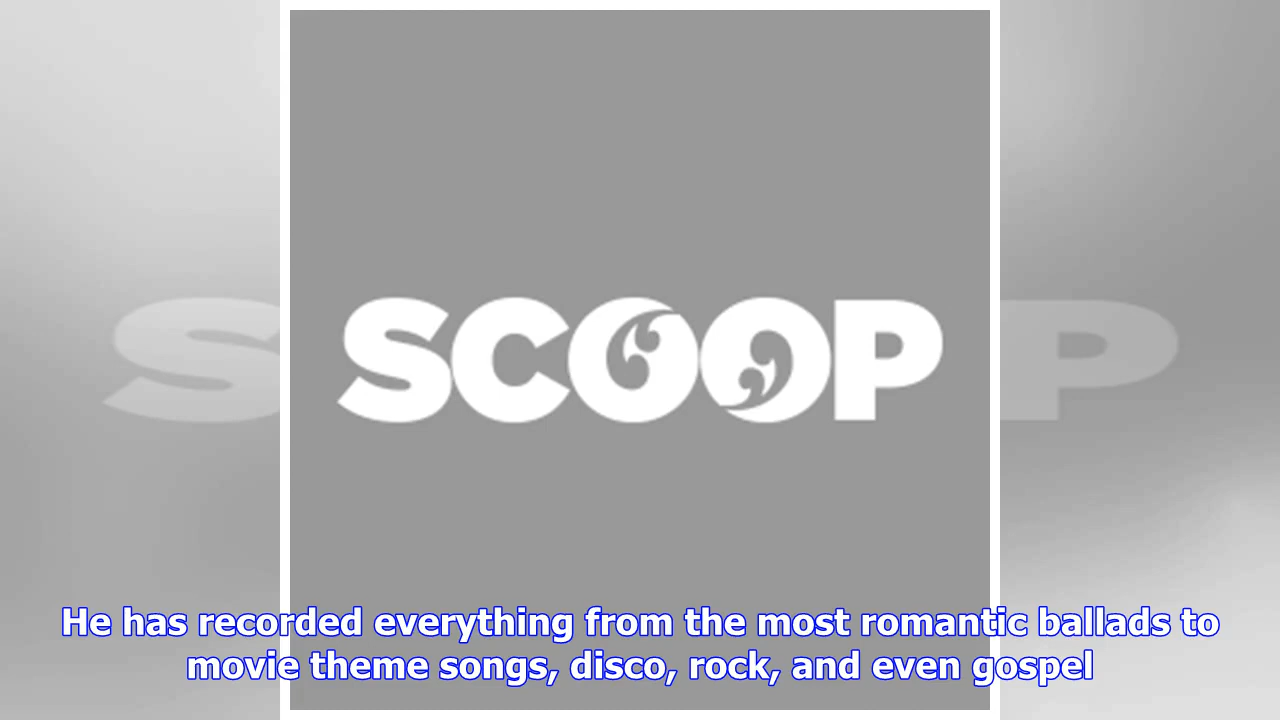 SCOOP
He has recorded everything from the most romantic ballads to
movie theme songs, disco, rock, and even gospel